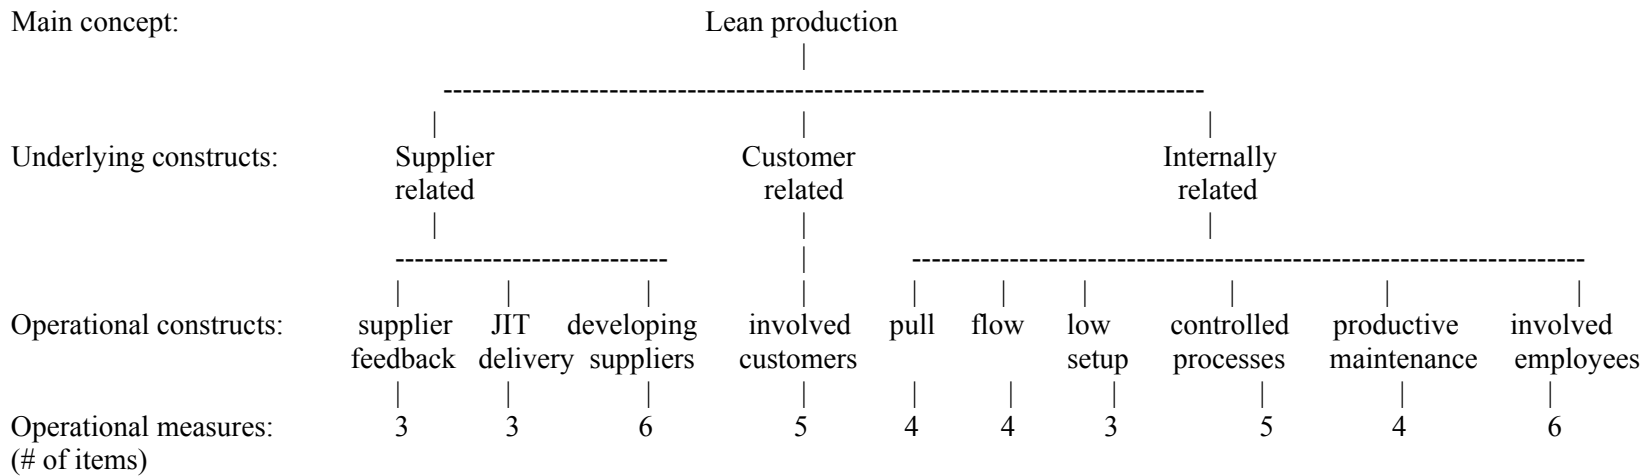 Main concept: Lean production
Underlying constructs: Supplier Customer Internally
related related related
Operational constructs: supplier JIT developing involved pull flow low controlled productive involved
feedback delivery suppliers customers setup processes maintenance employees
Operational measures: 3 3 6 5 4 4 3 5 4 6
(# of items)